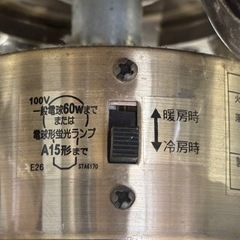 100V
一般電球60wまで
または
電球形蛍光ランプ
A15形まで
E26
STA6170
暖房時
冷房時